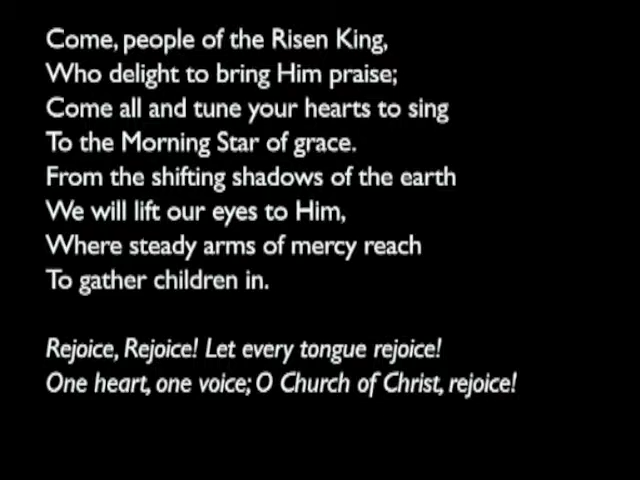 Come, people of the Risen King,
Who delight to bring Him praise;
Come all and tune your hearts to sing
To the Morning Star of grace.
From the shifting shadows of the earth
We will lift our eyes to Him,
Where steady arms of mercy reach
To gather children in.
Rejoice, Rejoice! Let every tongue rejoice!
One heart, one voice; O Church of Christ, rejoice!